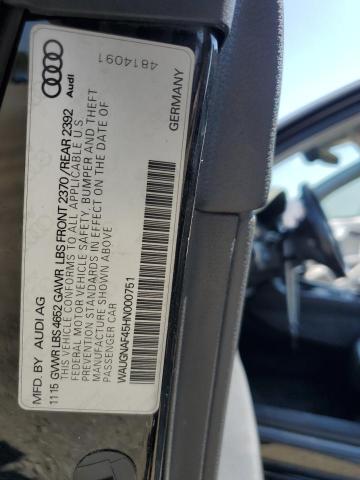 MFD. BY AUDI AG
11 15 GVWR LBS 4652 GAWR LBS FRONT 2370 /REAR 2392
THIS VEHICLE CONFORMS TO ALL APPLICABLE U S
FEDERAL MOTOR VEHICLE SAFETY, BUMPER AND THEFT
PREVENTION STANDARDS IN EFFECT ON THE DATE OF
MANUFACTURE SHOWN ABOVE
PASSENGER CAR
WAUGNAF45HN000751
GERMANY
Audi
4814091